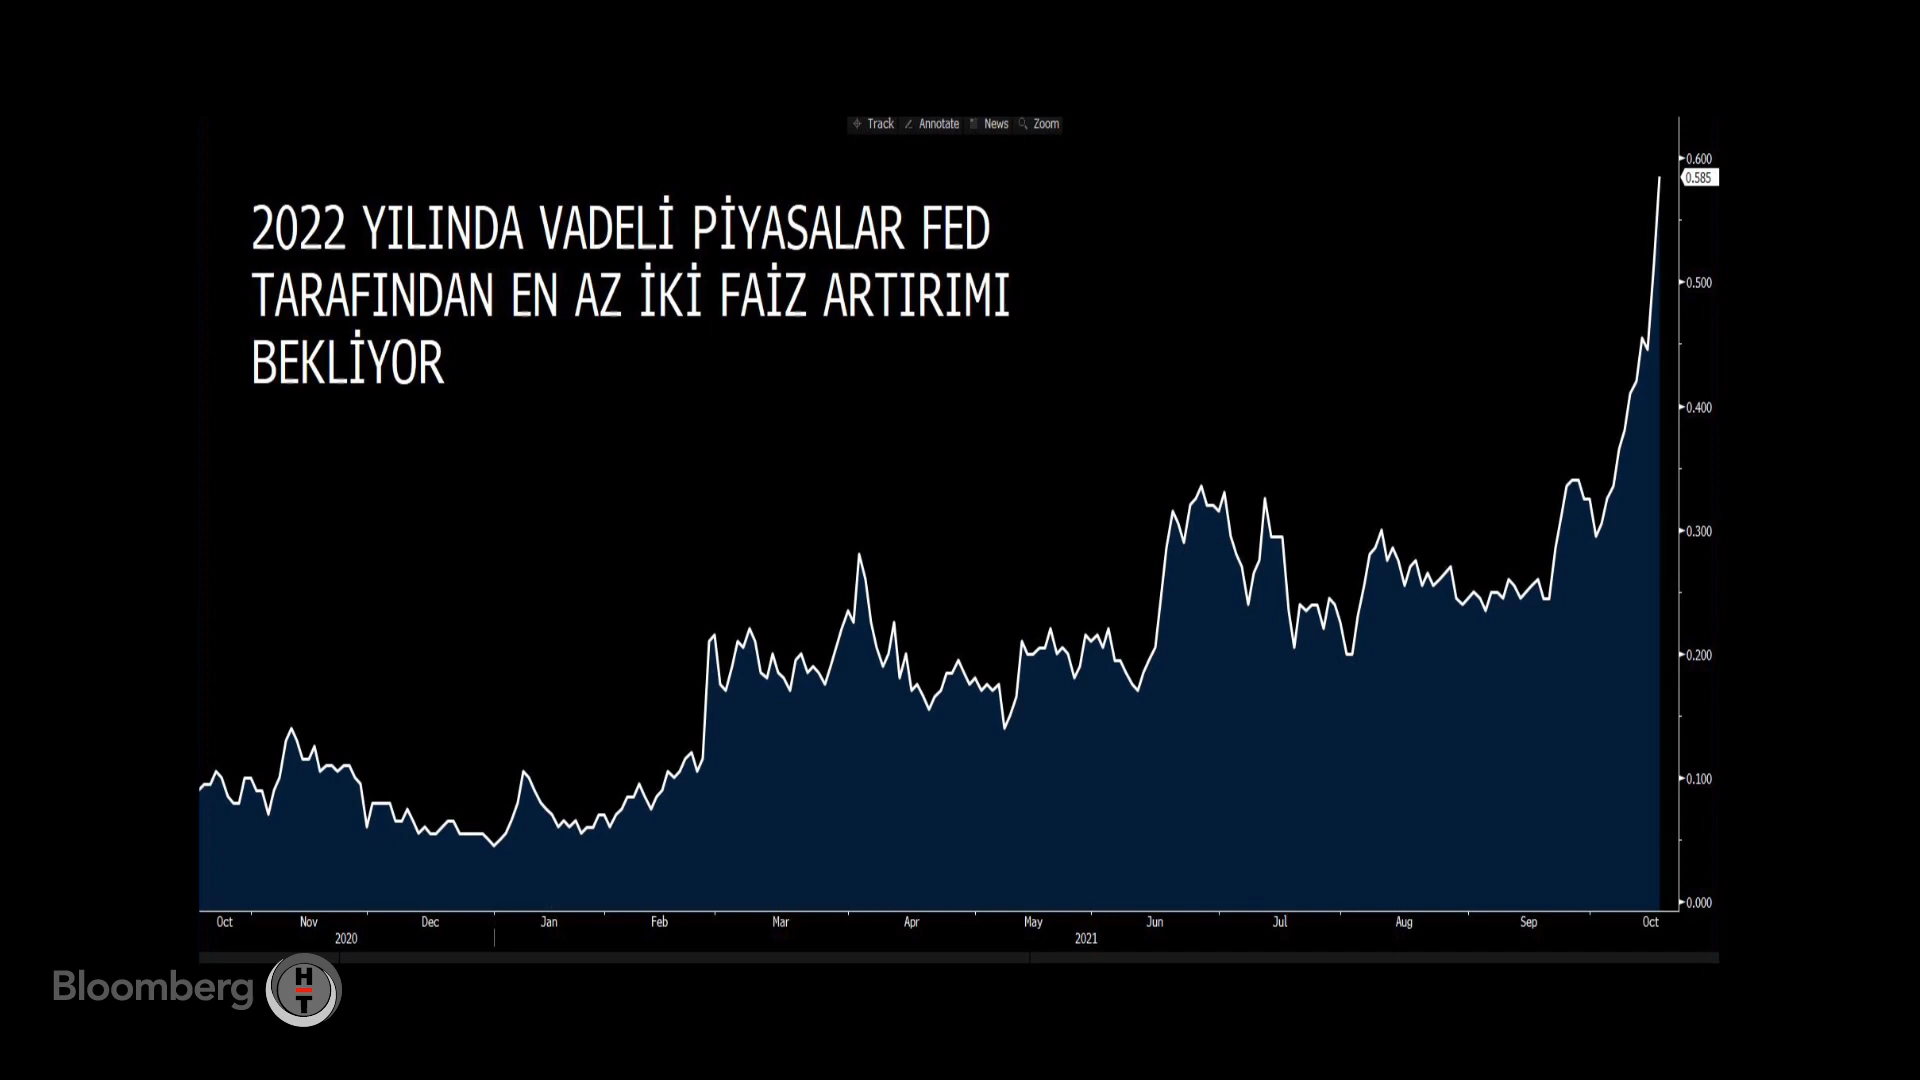 Track Annotate News Zoom
2022 YILINDA VADELİ PİYASALAR FED
TARAFINDAN EN AZ İKİ FAİZ ARTIRIMI
BEKLİYOR
0.600
0.585
0.500
0.400
0.300
0.200
0.100
0.000
Oct Nov Dec Jan Feb Mar Apr May Jun Jul Aug Sep Oct
2020 2021
Bloomberg HT